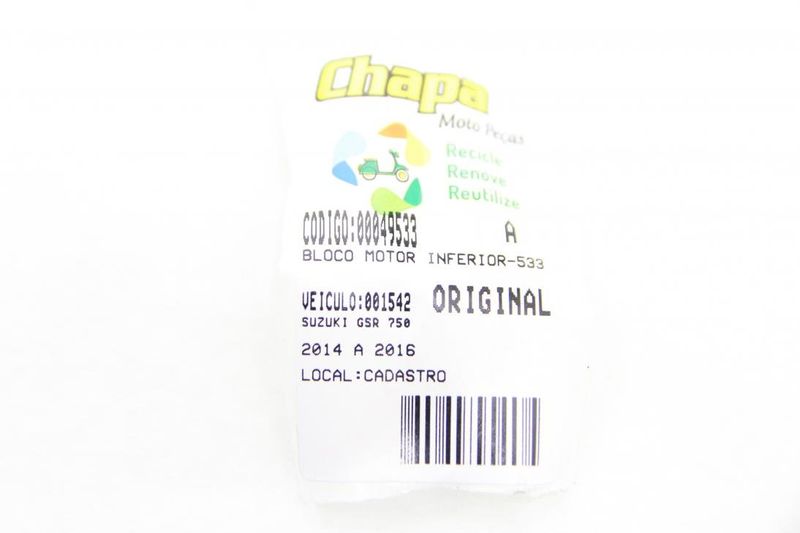 Chapa
Moto Peças
Recicle
Renove
Reutilize
CODIGO:00049533 A
BLOCO MOTOR INFERIOR-533
VEICULO:001542 ORIGINAL
SUZUKI GSR 750
2014 A 2016
LOCAL:CADASTRO